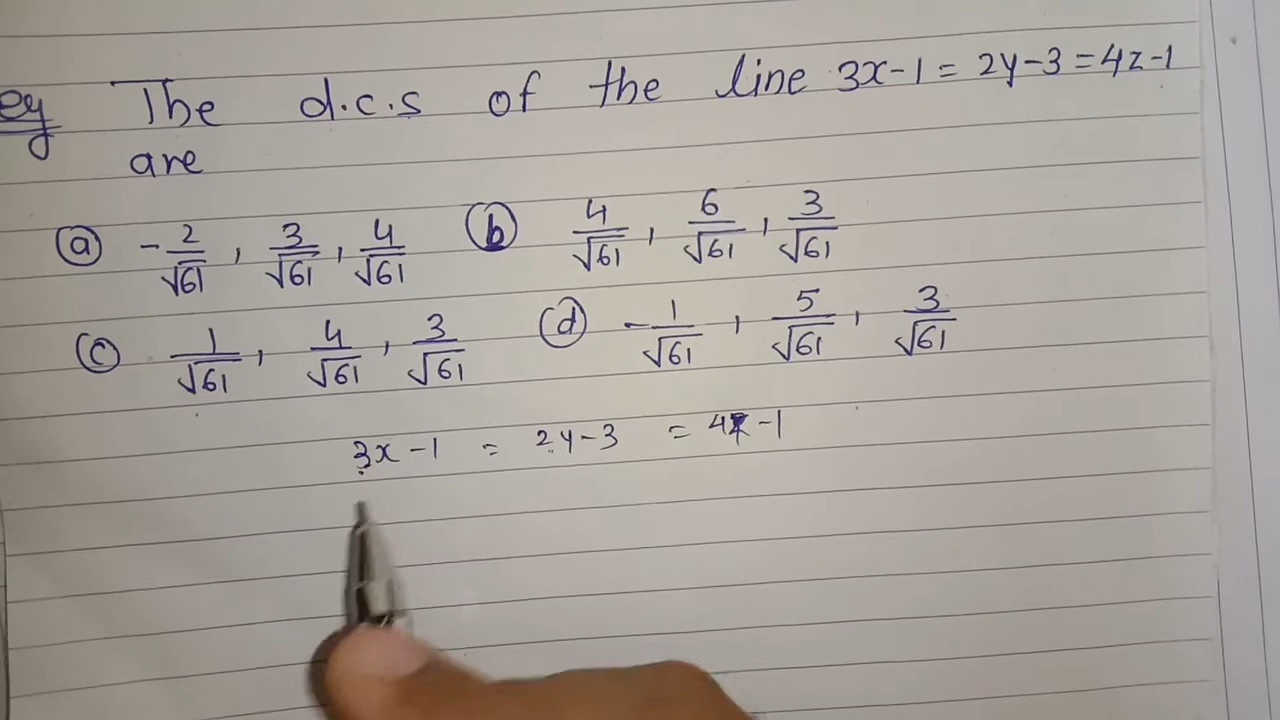 eg The d.c.s of the line 3x-1 = 2y-3 = 4z-1
are
(a) -2/√61, 3/√61, 4/√61 (b) 4/√61, 6/√61, 3/√61
(c) 1/√61, 4/√61, 3/√61 (d) -1/√61, 5/√61, 3/√61
3x-1 = 2y-3 = 4z-1